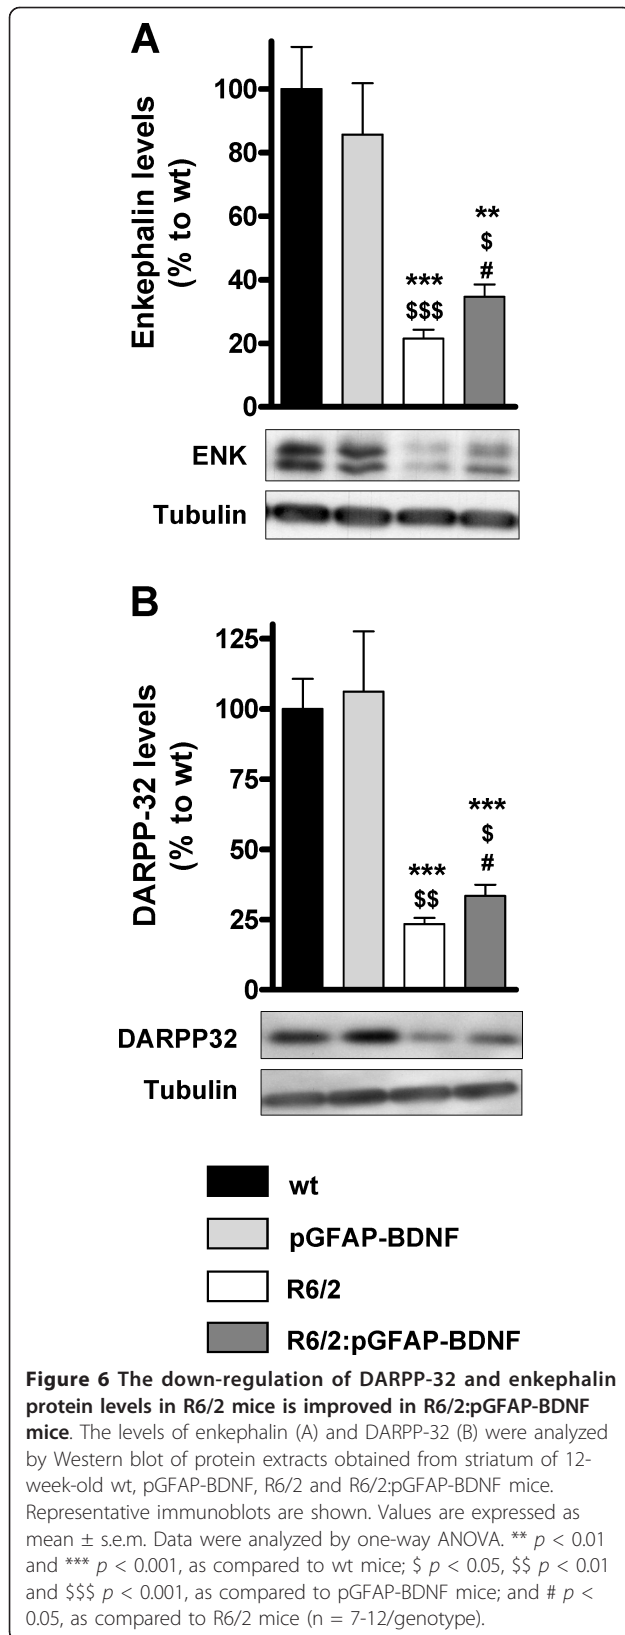 A
Enkephalin levels
(% to wt)
100
80
60
40
20
0
***
$$$
**
$
#
ENK
Tubulin
B
DARPP-32 levels
(% to wt)
125
100
75
50
25
0
***
$$
***
$
#
DARPP32
Tubulin
wt
pGFAP-BDNF
R6/2
R6/2:pGFAP-BDNF
Figure 6 The down-regulation of DARPP-32 and enkephalin
protein levels in R6/2 mice is improved in R6/2:pGFAP-BDNF
mice. The levels of enkephalin (A) and DARPP-32 (B) were analyzed
by Western blot of protein extracts obtained from striatum of 12-
week-old wt, pGFAP-BDNF, R6/2 and R6/2:pGFAP-BDNF mice.
Representative immunoblots are shown. Values are expressed as
mean ± s.e.m. Data were analyzed by one-way ANOVA. ** p < 0.01
and *** p < 0.001, as compared to wt mice; $ p < 0.05, $$ p < 0.01
and $$$ p < 0.001, as compared to pGFAP-BDNF mice; and # p <
0.05, as compared to R6/2 mice (n = 7-12/genotype).